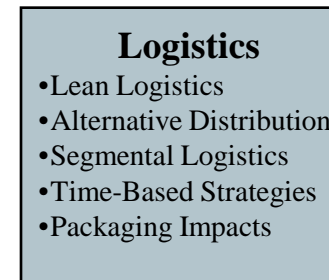 Logistics
•Lean Logistics
•Alternative Distribution
•Segmental Logistics
•Time-Based Strategies
•Packaging Impacts